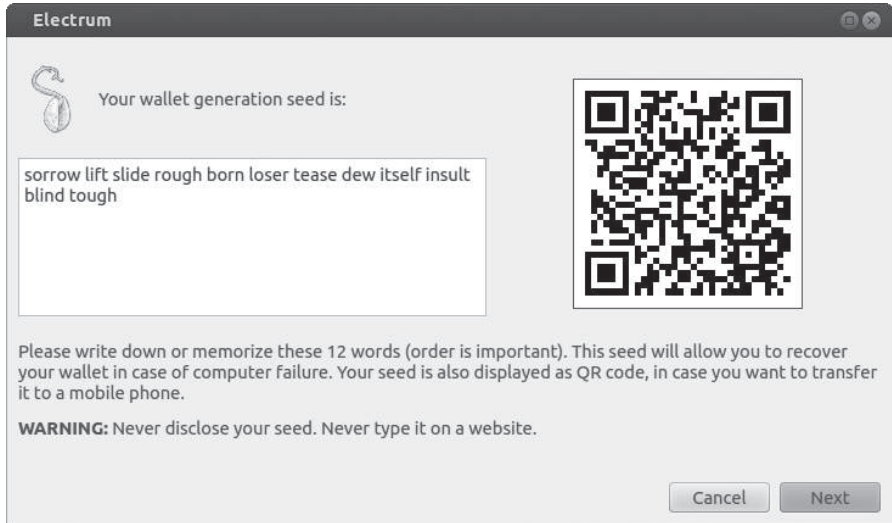 Electrum
Your wallet generation seed is:
sorrow lift slide rough born loser tease dew itself insult
blind tough
Please write down or memorize these 12 words (order is important). This seed will allow you to recover
your wallet in case of computer failure. Your seed is also displayed as QR code, in case you want to transfer
it to a mobile phone.
WARNING: Never disclose your seed. Never type it on a website.
Cancel
Next